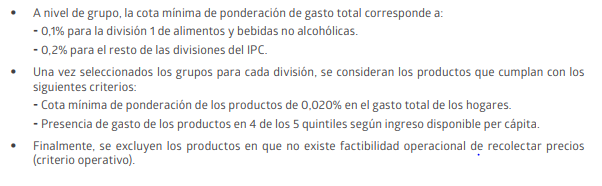 • A nivel de grupo, la cota mínima de ponderación de gasto total corresponde a:
- 0,1% para la división 1 de alimentos y bebidas no alcohólicas.
- 0,2% para el resto de las divisiones del IPC.
• Una vez seleccionados los grupos para cada división, se consideran los productos que cumplan con los
siguientes criterios:
- Cota mínima de ponderación de los productos de 0,020% en el gasto total de los hogares.
- Presencia de gasto de los productos en 4 de los 5 quintiles según ingreso disponible per cápita.
• Finalmente, se excluyen los productos en que no existe factibilidad operacional de recolectar precios
(criterio operativo).